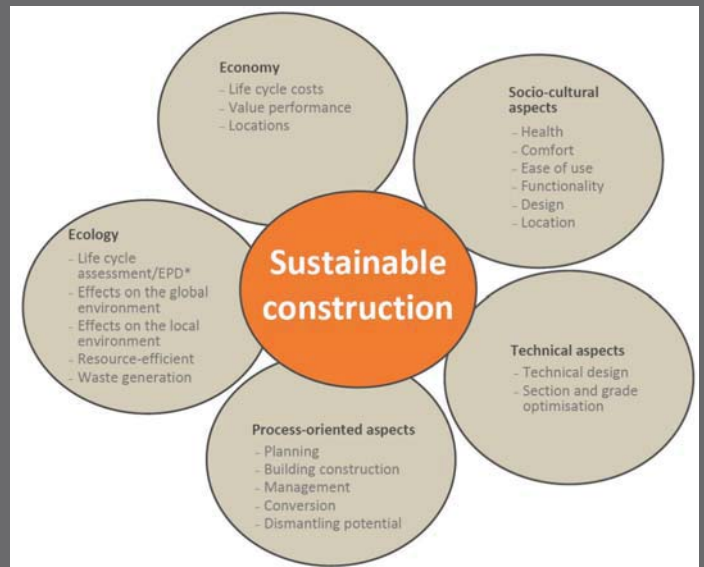 Economy
- Life cycle costs
- Value performance
- Locations
Socio-cultural
aspects
- Health
- Comfort
- Ease of use
- Functionality
- Design
- Location
Ecology
- Life cycle
assessment/EPD*
- Effects on the global
environment
- Effects on the local
environment
- Resource-efficient
- Waste generation
Sustainable
construction
Technical aspects
- Technical design
- Section and grade
optimisation
Process-oriented aspects
- Planning
- Building construction
- Management
- Conversion
- Dismantling potential